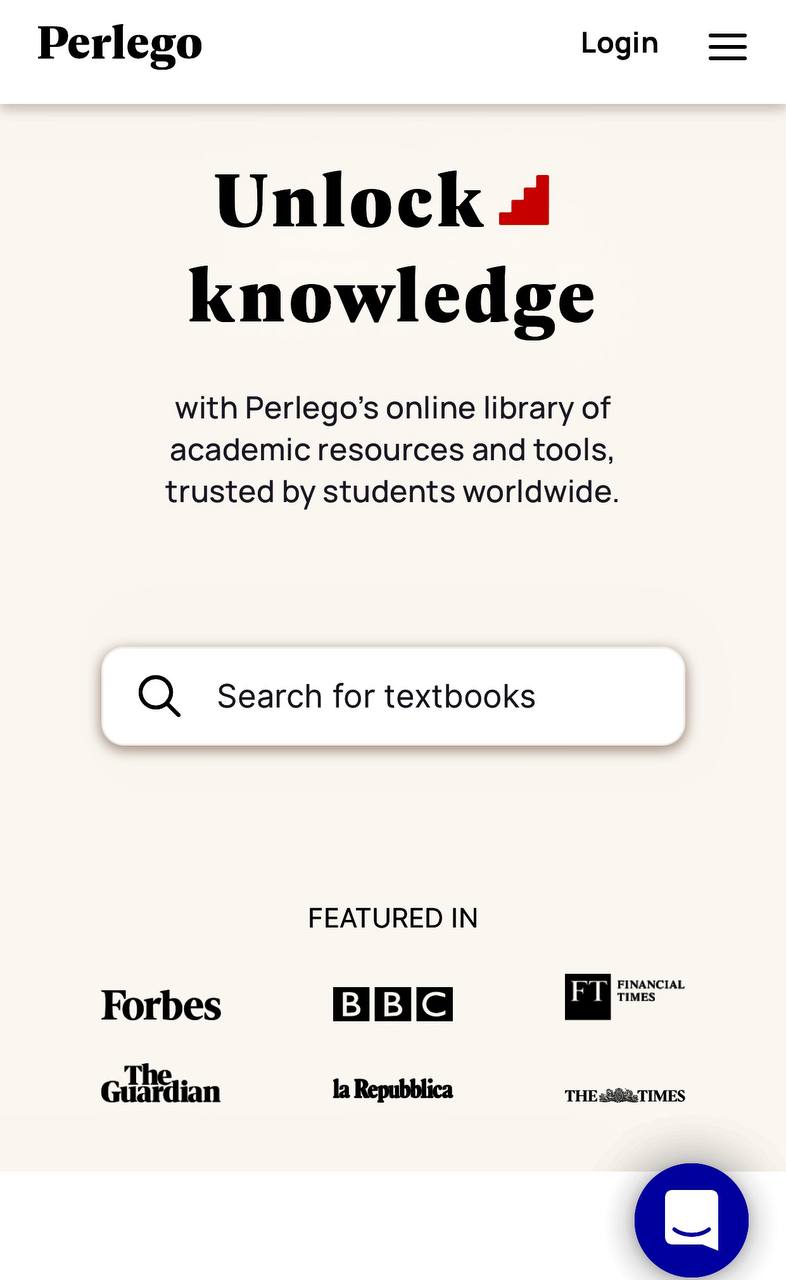 Perlego
Login
Unlock
knowledge
with Perlego's online library of
academic resources and tools,
trusted by students worldwide.
Search for textbooks
FEATURED IN
Forbes
BBC
FT FINANCIAL TIMES
The Guardian
la Repubblica
THE TIMES